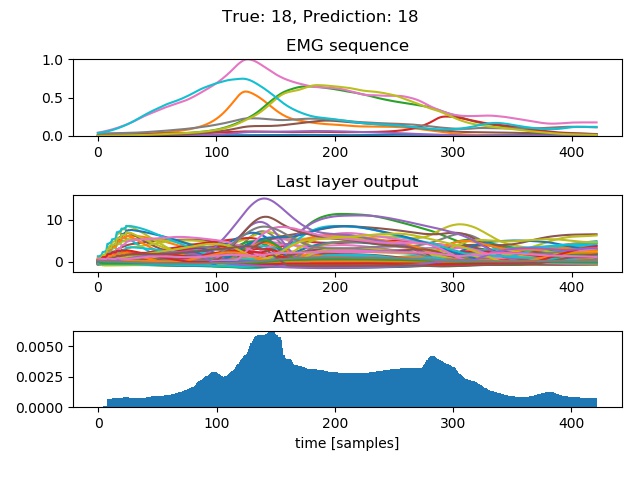 True: 18, Prediction: 18
EMG sequence
1.0
0.5
0.0
0 100 200 300 400
Last layer output
10
0
0 100 200 300 400
Attention weights
0.0050
0.0025
0.0000
0 100 200 300 400
time [samples]